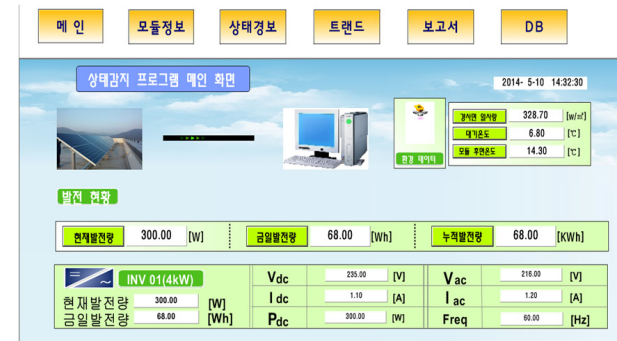 메 인 모듈정보 상태경보 트랜드 보고서 DB
상태감지 프로그램 메인 화면
2014- 5-10 14:32:30
경사면 일사량 328.70 [w/㎡]
대기온도 6.80 [℃]
모듈 후면온도 14.30 [℃]
환경 데이터
발전 현황
현재발전량 300.00 [W] 금일발전량 68.00 [Wh] 누적발전량 68.00 [KWh]
INV 01(4kW) Vdc 235.00 [V] Vac 216.00 [V]
현재발전량 300.00 [W] I dc 1.10 [A] I ac 1.20 [A]
금일발전량 68.00 [Wh] Pdc 300.00 [W] Freq 60.00 [Hz]